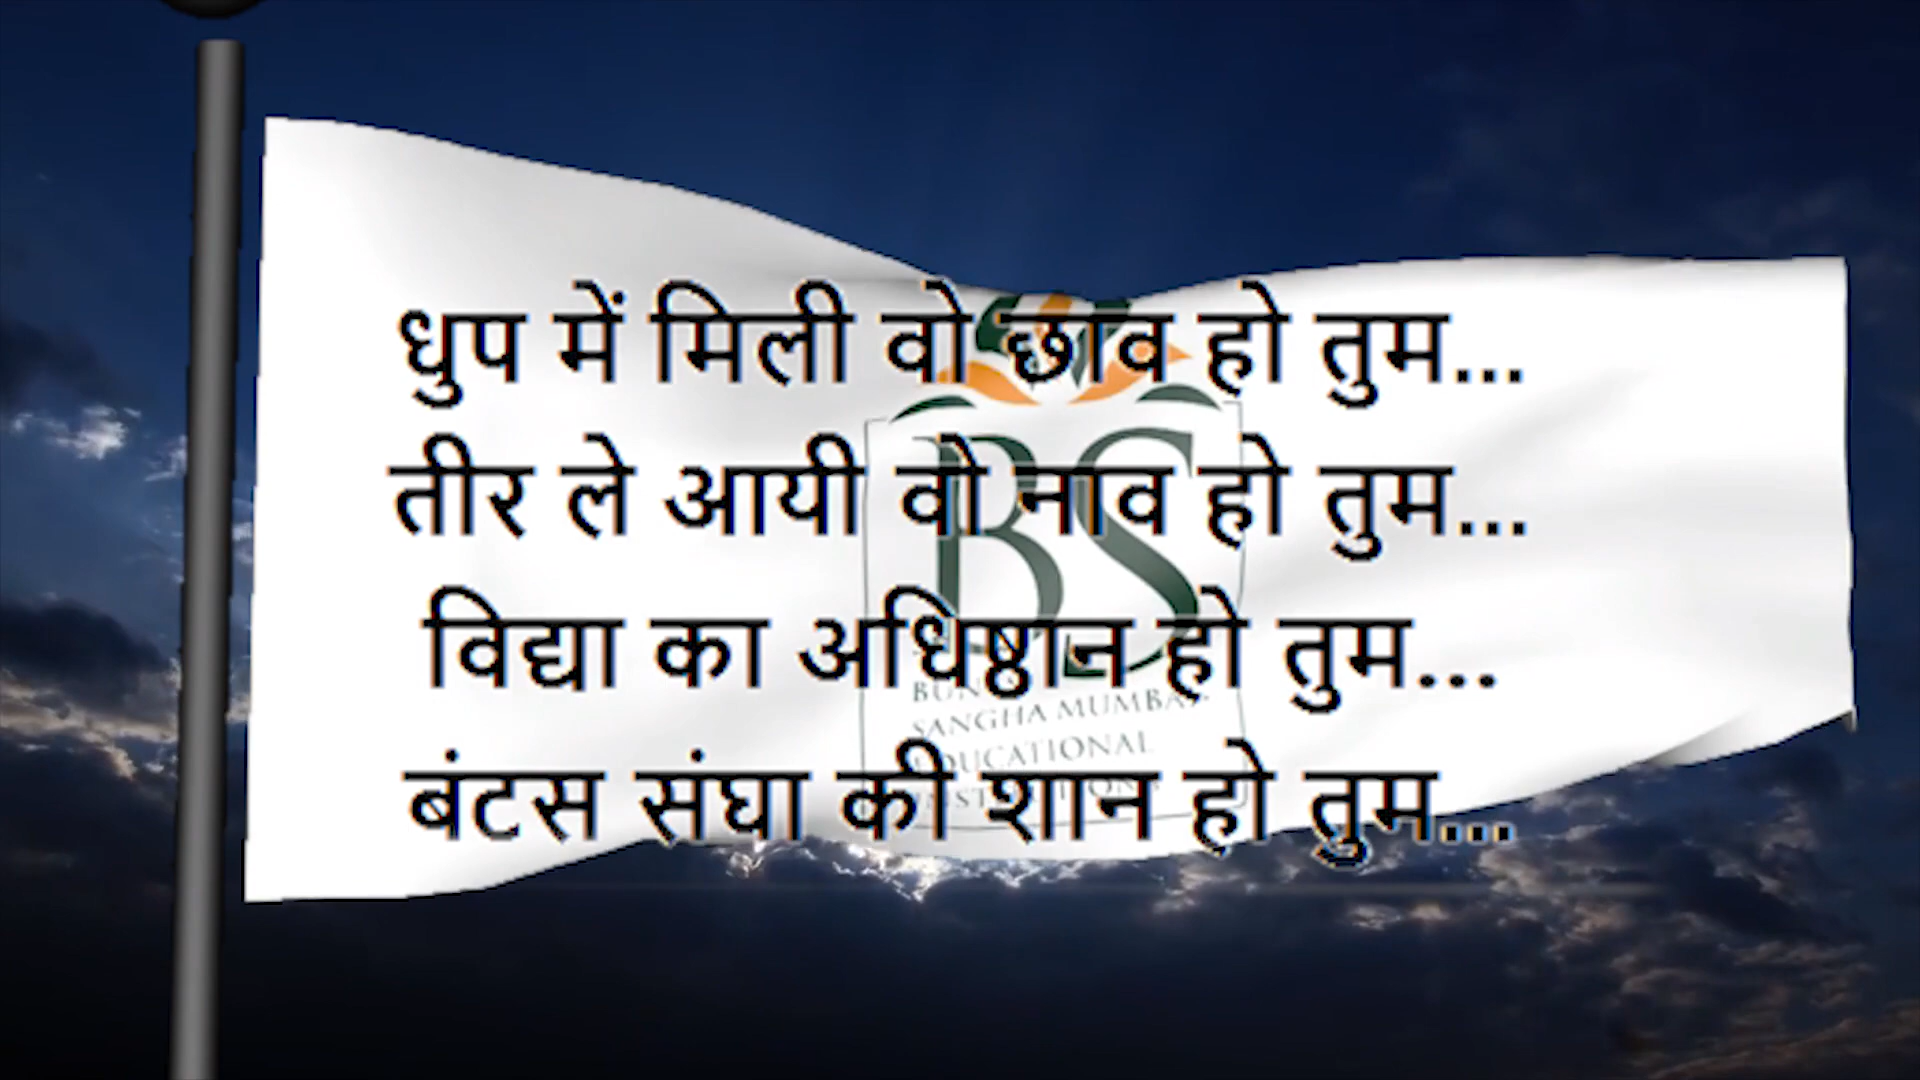 धुप में मिली वो छाव हो तुम...
तीर ले आयी वो नाव हो तुम...
विद्या का अधिष्ठान हो तुम...
बंटस संघा की शान हो तुम...
BS
SANGHA MUMBAI
EDUCATIONAL